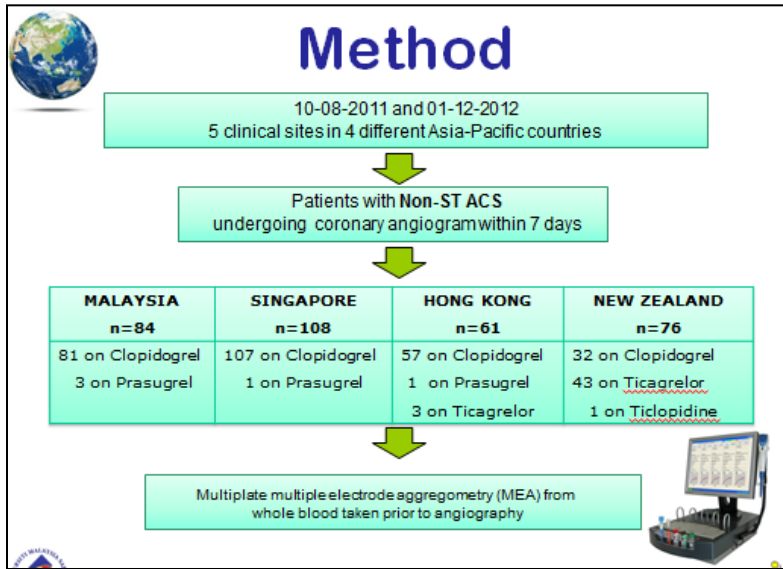 Method
10-08-2011 and 01-12-2012
5 clinical sites in 4 different Asia-Pacific countries
Patients with Non-ST ACS
undergoing coronary angiogram within 7 days
MALAYSIA
n=84
81 on Clopidogrel
3 on Prasugrel
SINGAPORE
n=108
107 on Clopidogrel
1 on Prasugrel
HONG KONG
n=61
57 on Clopidogrel
1 on Prasugrel
3 on Ticagrelor
NEW ZEALAND
n=76
32 on Clopidogrel
43 on Ticagrelor
1 on Ticlopidine
Multiplate multiple electrode aggregometry (MEA) from
whole blood taken prior to angiography